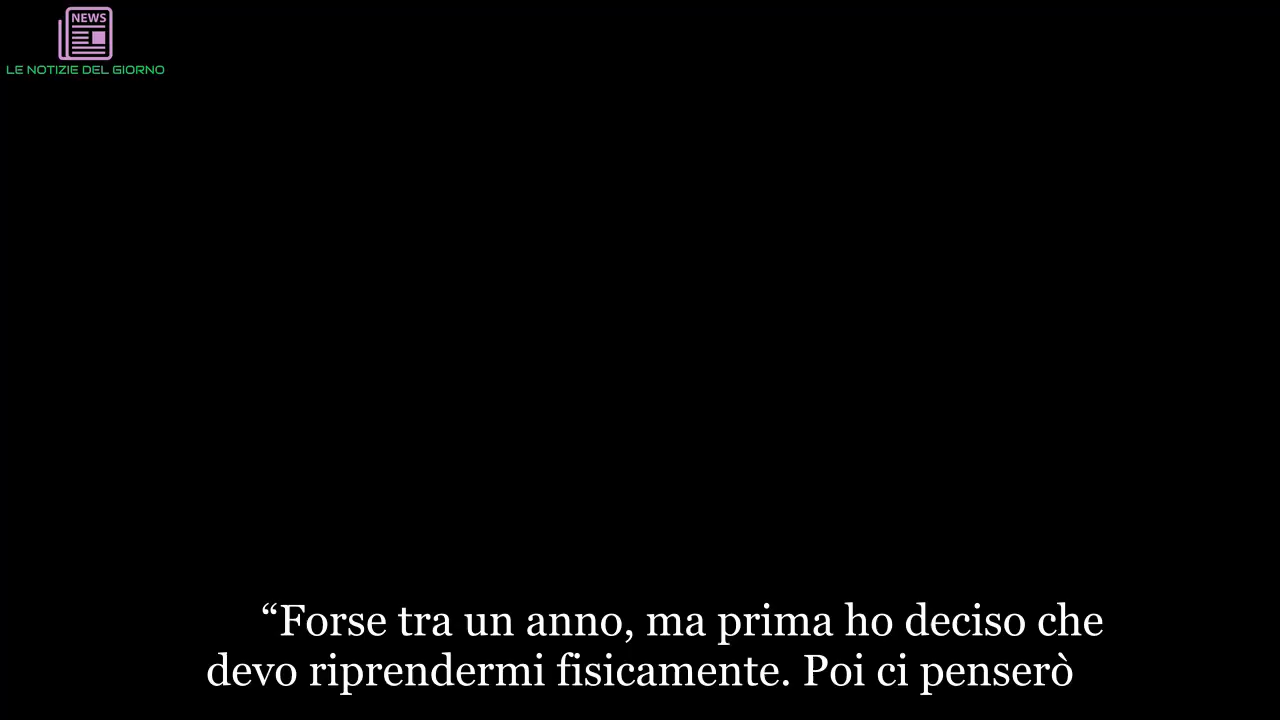 NEWS
LE NOTIZIE DEL GIORNO
“Forse tra un anno, ma prima ho deciso che
devo riprendermi fisicamente. Poi ci penserò